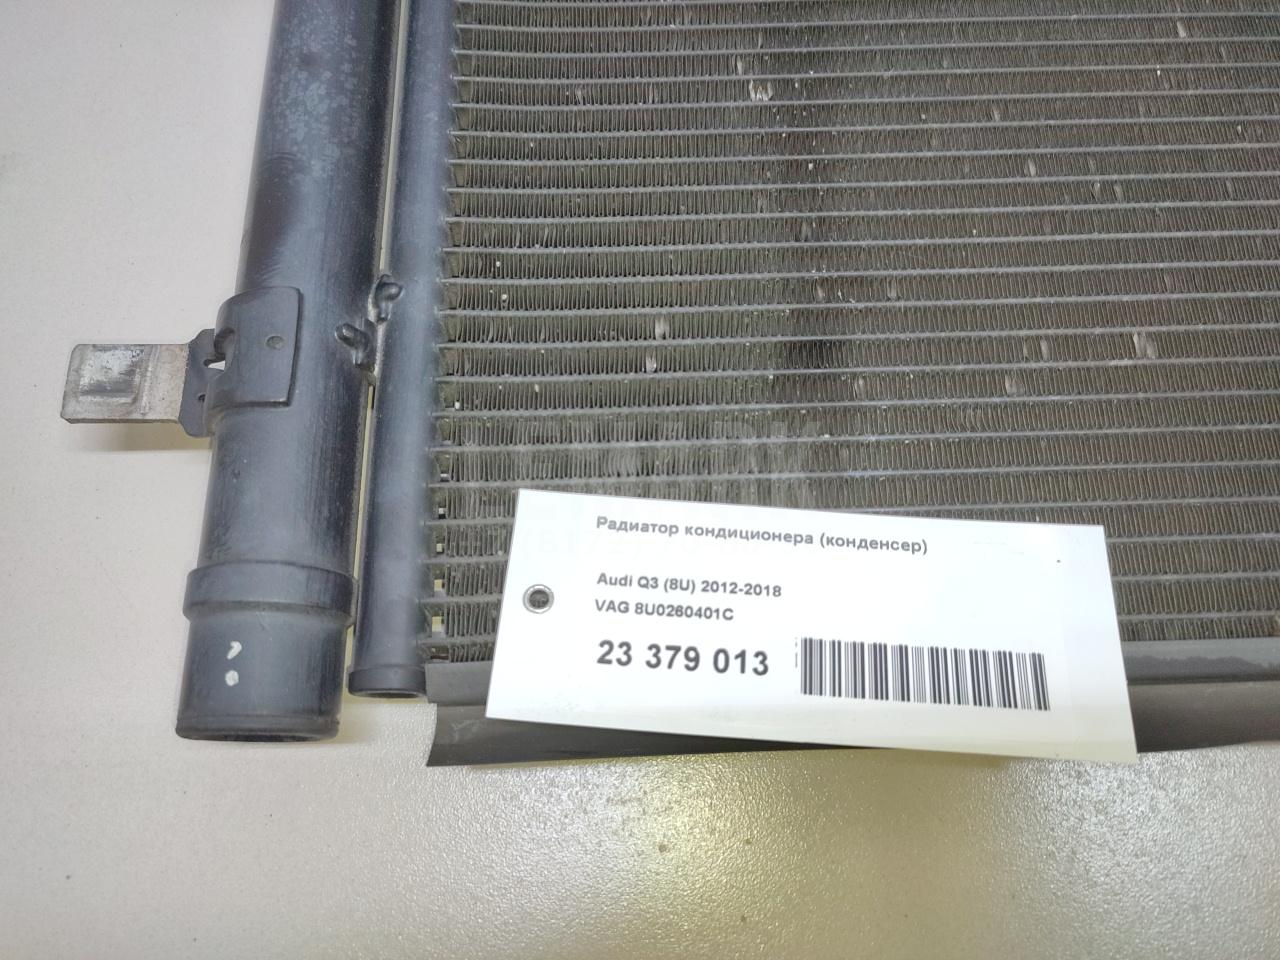 Радиатор кондиционера (конденсер)
Audi Q3 (8U) 2012-2018
VAG 8U0260401C
23 379 013